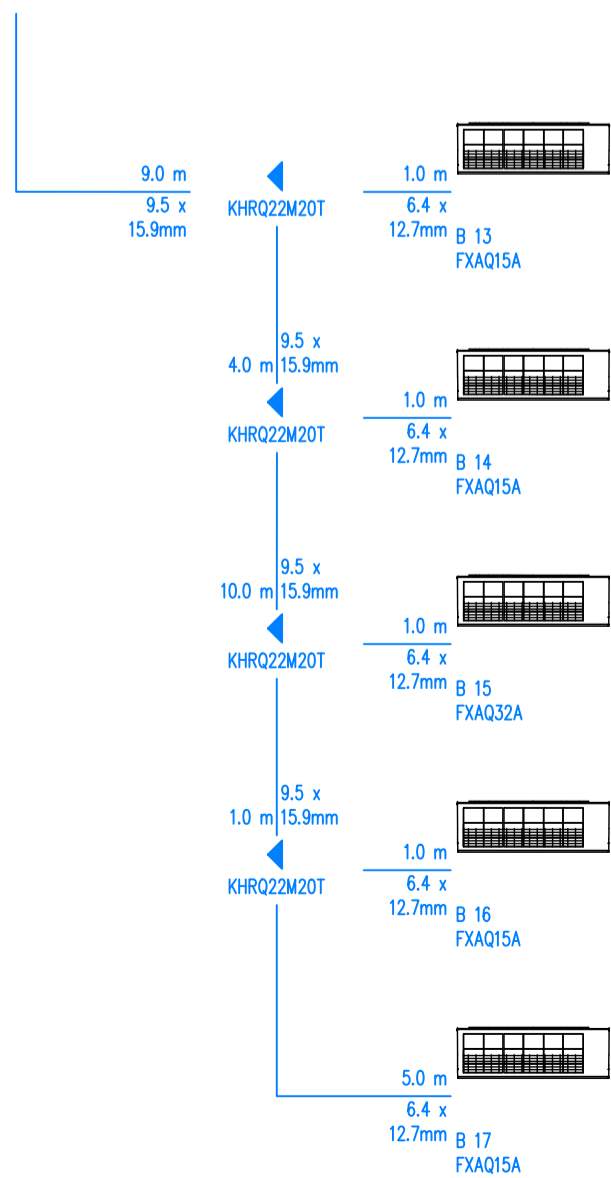 9.0 m
9.5 x
15.9mm
KHRQ22M20T
1.0 m
6.4 x
12.7mm
B 13
FXAQ15A
9.5 x
4.0 m 15.9mm
KHRQ22M20T
1.0 m
6.4 x
12.7mm
B 14
FXAQ15A
9.5 x
10.0 m 15.9mm
KHRQ22M20T
1.0 m
6.4 x
12.7mm
B 15
FXAQ32A
9.5 x
1.0 m 15.9mm
KHRQ22M20T
1.0 m
6.4 x
12.7mm
B 16
FXAQ15A
5.0 m
6.4 x
12.7mm
B 17
FXAQ15A